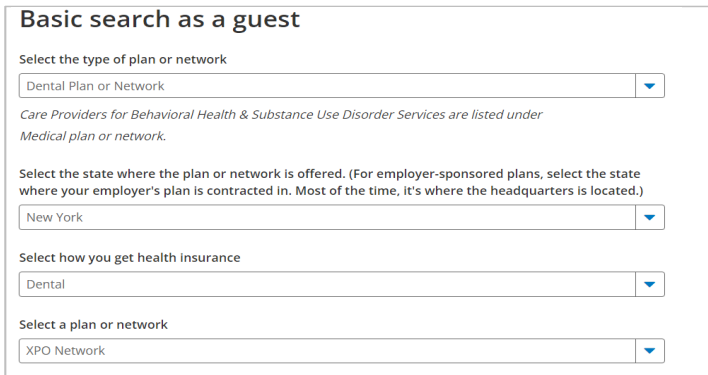 Basic search as a guest
Select the type of plan or network
Dental Plan or Network
Care Providers for Behavioral Health & Substance Use Disorder Services are listed under
Medical plan or network.
Select the state where the plan or network is offered. (For employer-sponsored plans, select the state
where your employer's plan is contracted in. Most of the time, it's where the headquarters is located.)
New York
Select how you get health insurance
Dental
Select a plan or network
XPO Network